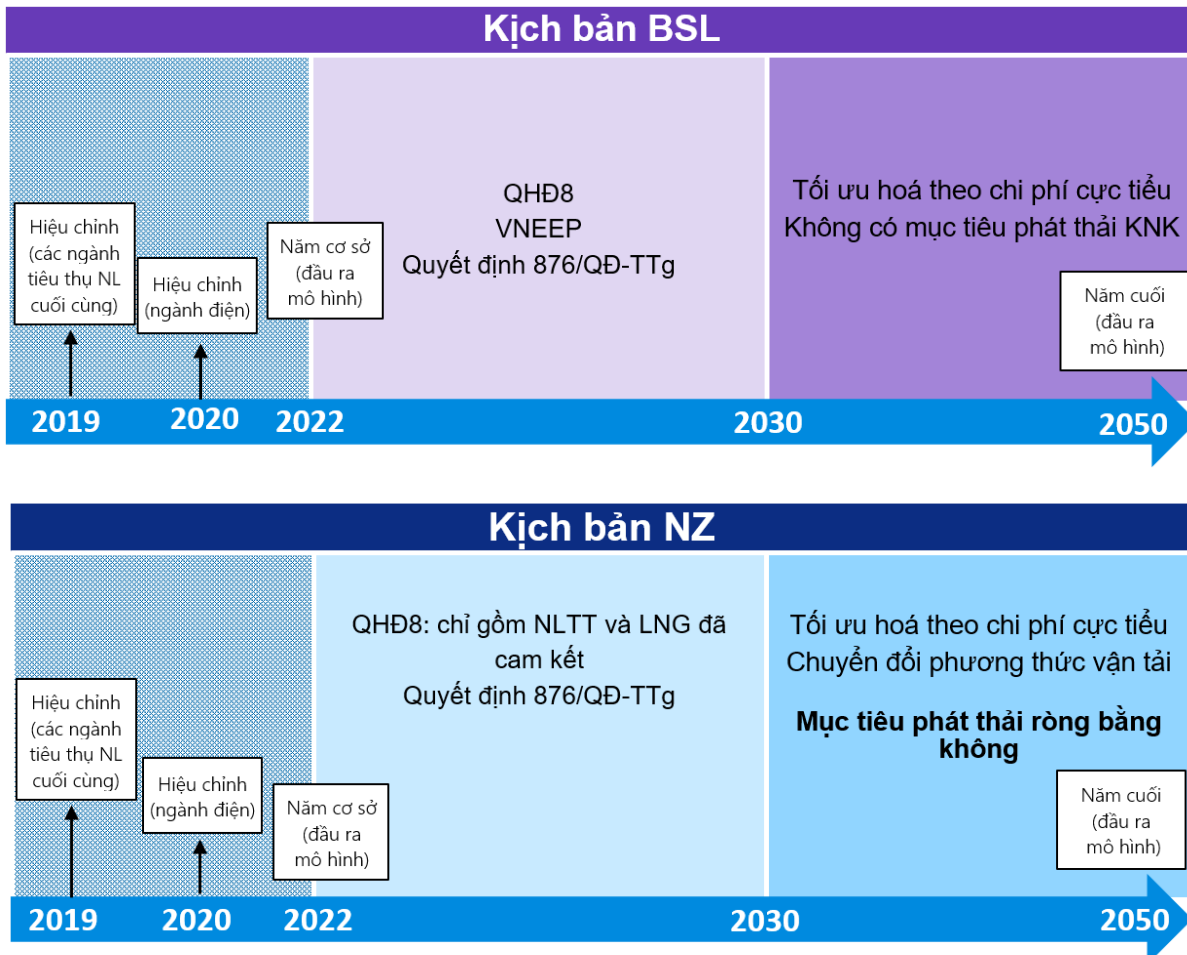 Kịch bản BSL
Hiệu chỉnh
(các ngành
tiêu thụ NL
cuối cùng)
Hiệu chỉnh
(ngành điện)
Năm cơ sở
(đầu ra
mô hình)
QHĐ8
VNEEP
Quyết định 876/QĐ-TTg
Tối ưu hoá theo chi phí cực tiểu
Không có mục tiêu phát thải KNK
Năm cuối
(đầu ra
mô hình)
2019
2020
2022
2030
2050
Kịch bản NZ
Hiệu chỉnh
(các ngành
tiêu thụ NL
cuối cùng)
Hiệu chỉnh
(ngành điện)
Năm cơ sở
(đầu ra
mô hình)
QHĐ8: chỉ gồm NLTT và LNG đã
cam kết
Quyết định 876/QĐ-TTg
Tối ưu hoá theo chi phí cực tiểu
Chuyển đổi phương thức vận tải
Mục tiêu phát thải ròng bằng
không
Năm cuối
(đầu ra
mô hình)
2019
2020
2022
2030
2050